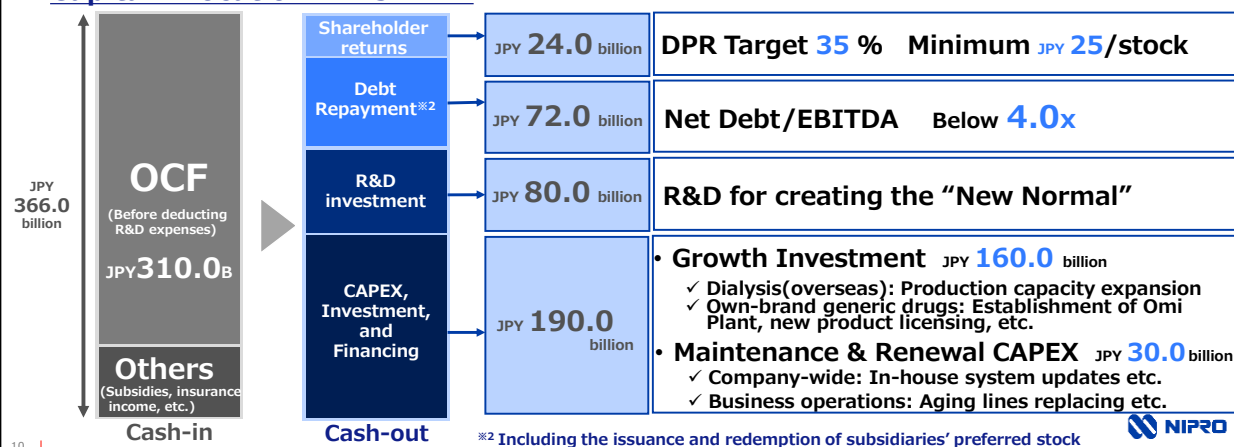 Shareholder
returns
JPY 24.0 billion
DPR Target 35 % Minimum JPY 25/stock
Debt
Repayment※2
JPY 72.0 billion
Net Debt/EBITDA Below 4.0x
JPY
366.0
billion
OCF
(Before deducting
R&D expenses)
JPY310.0B
R&D
investment
JPY 80.0 billion
R&D for creating the “New Normal”
CAPEX,
Investment,
and
Financing
JPY 190.0
billion
• Growth Investment JPY 160.0 billion
✓ Dialysis(overseas): Production capacity expansion
✓ Own-brand generic drugs: Establishment of Omi
Plant, new product licensing, etc.
• Maintenance & Renewal CAPEX JPY 30.0 billion
✓ Company-wide: In-house system updates etc.
✓ Business operations: Aging lines replacing etc.
Others
(Subsidies, insurance
income, etc.)
Cash-in
Cash-out
※2 Including the issuance and redemption of subsidiaries’ preferred stock
NIPRO
10